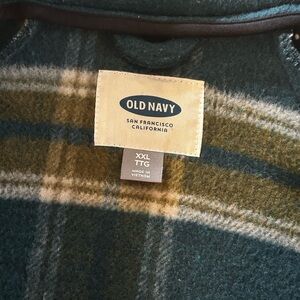 OLD NAVY
SAN FRANCISCO
CALIFORNIA
XXL
TTG
MADE IN
VIETNAM